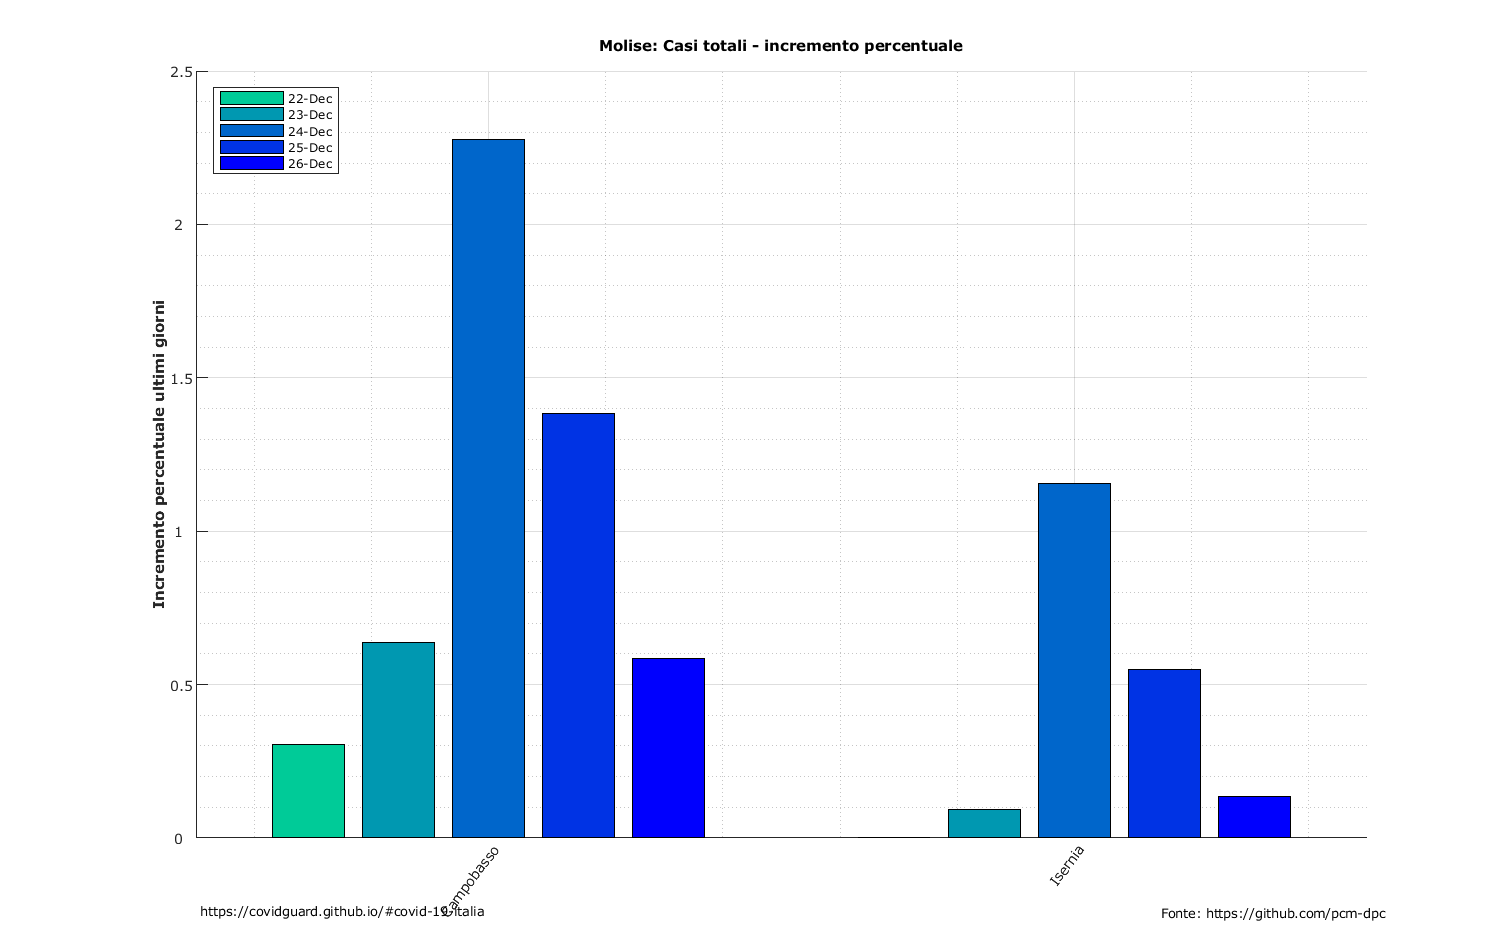 Molise: Casi totali - incremento percentuale
2.5
2
1.5
1
0.5
0
Incremento percentuale ultimi giorni
22-Dec
23-Dec
24-Dec
25-Dec
26-Dec
Campobasso
Isernia
https://covidguard.github.io/#covid-19-italia
Fonte: https://github.com/pcm-dpc